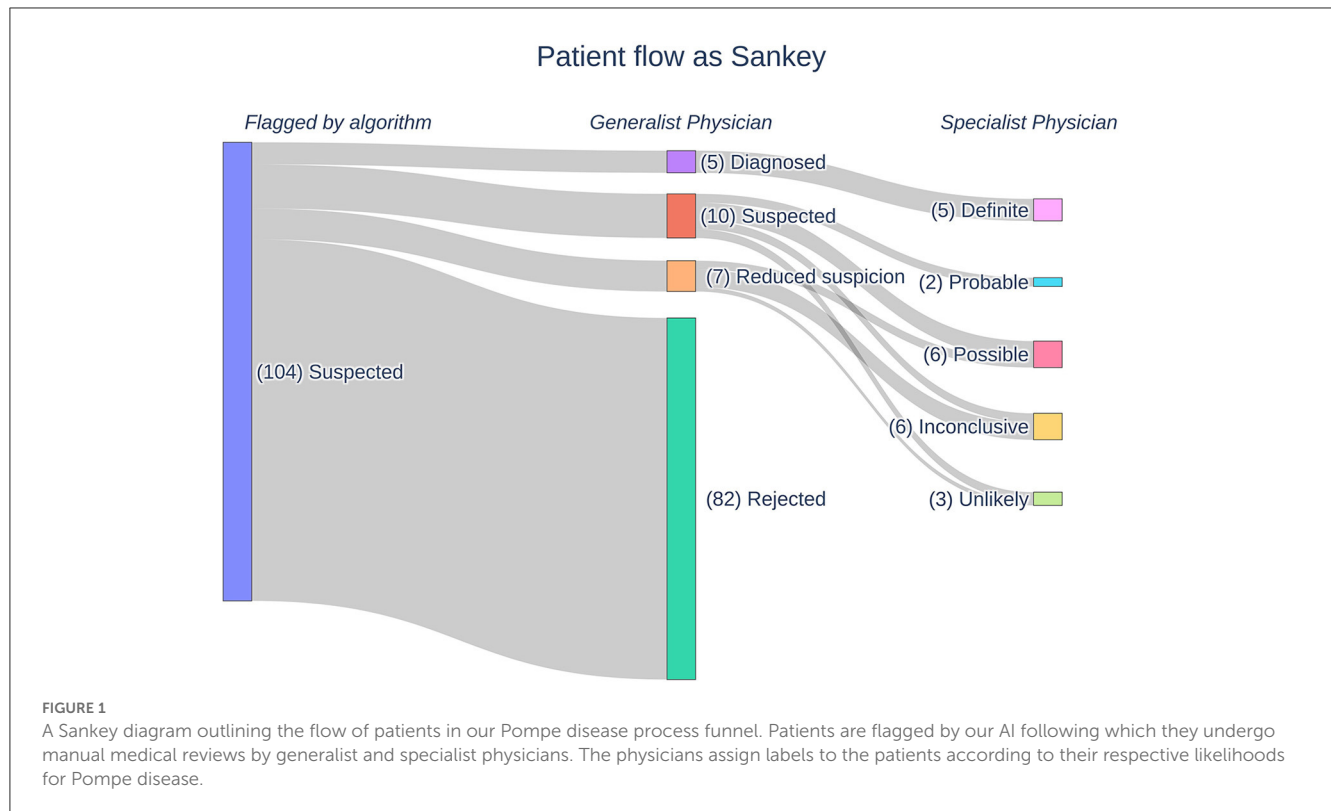 Patient flow as Sankey
Flagged by algorithm
Generalist Physician
Specialist Physician
(5) Diagnosed
(10) Suspected
(5) Definite
(7) Reduced suspicion
(2) Probable
(6) Possible
(104) Suspected
(6) Inconclusive
(82) Rejected
(3) Unlikely
FIGURE 1
A Sankey diagram outlining the flow of patients in our Pompe disease process funnel. Patients are flagged by our AI following which they undergo
manual medical reviews by generalist and specialist physicians. The physicians assign labels to the patients according to their respective likelihoods
for Pompe disease.